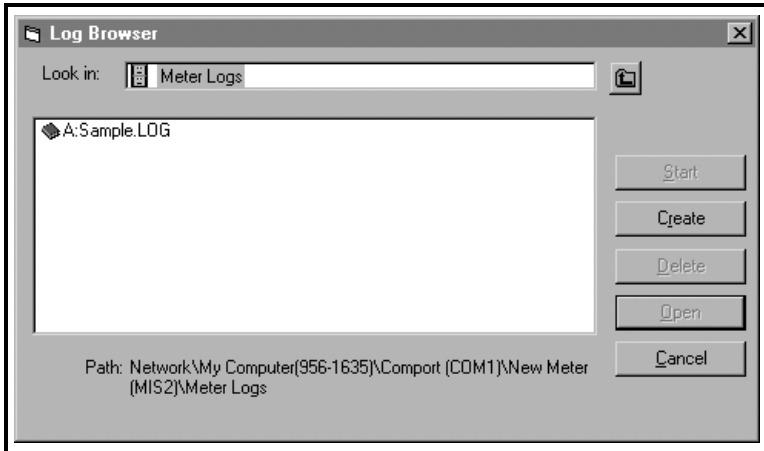 Log Browser
Look in: Meter Logs
A:Sample.LOG
Start
Create
Delete
Open
Cancel
Path: Network\My Computer(956-1635)\Comport (COM1)\New Meter
(MIS2)\Meter Logs